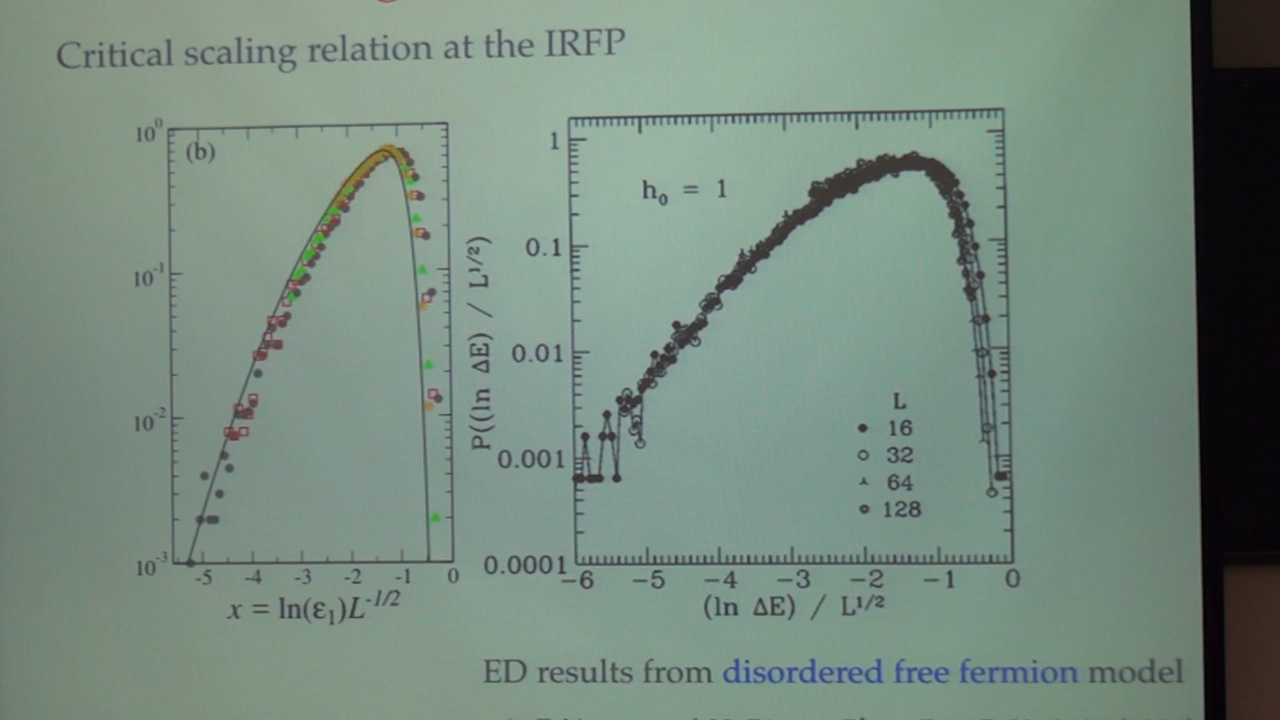 Critical scaling relation at the IRFP
(b)
10^0
10^-1
10^-2
10^-3
-5 -4 -3 -2 -1 0
x = ln(ε₁)L^-1/2
P((ln ΔE) / L^1/2)
1
0.1
0.01
0.001
0.0001
h₀ = 1
L
16
32
64
128
−6 −5 −4 −3 −2 −1 0
(ln ΔE) / L^1/2
ED results from disordered free fermion model